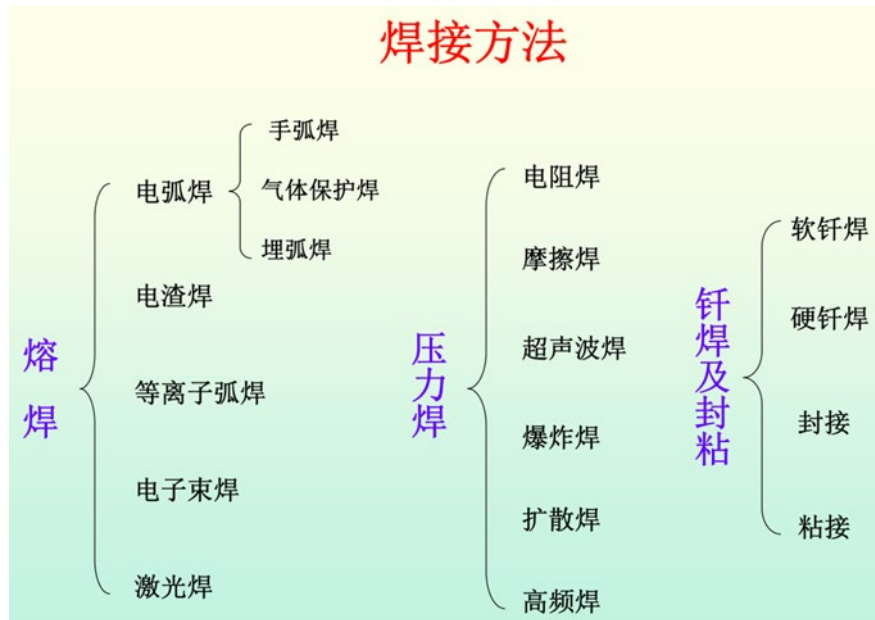 焊接方法
熔焊
电弧焊
手弧焊
气体保护焊
埋弧焊
电渣焊
等离子弧焊
电子束焊
激光焊
压力焊
电阻焊
摩擦焊
超声波焊
爆炸焊
扩散焊
高频焊
钎焊及封粘
软钎焊
硬钎焊
封接
粘接